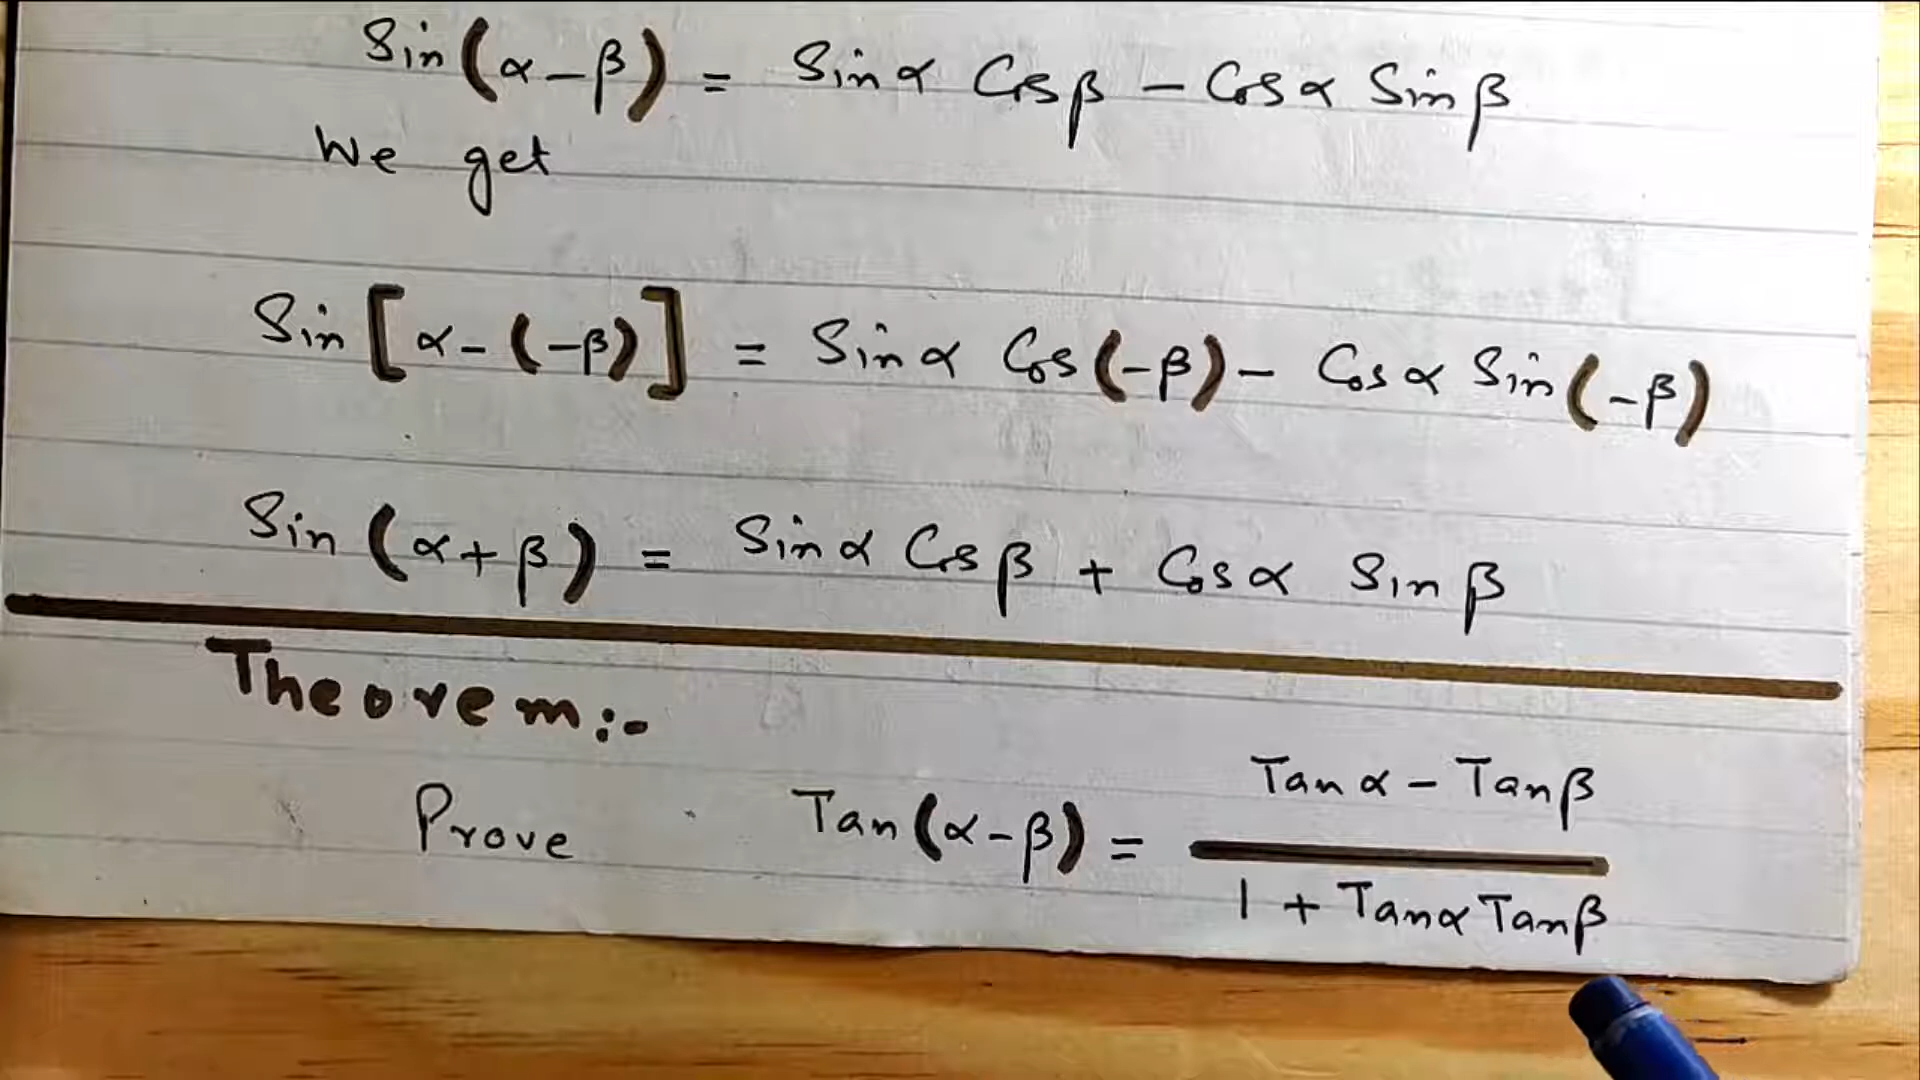 Sin(α-β) = Sinα Cosβ - Cosα Sinβ
We get
Sin[α-(-β)] = Sinα Cos(-β) - Cosα Sin(-β)
Sin(α+β) = Sinα Cosβ + Cosα Sinβ
Theorem:-
Tanα - Tanβ
Prove Tan(α-β) =
1 + Tanα Tanβ